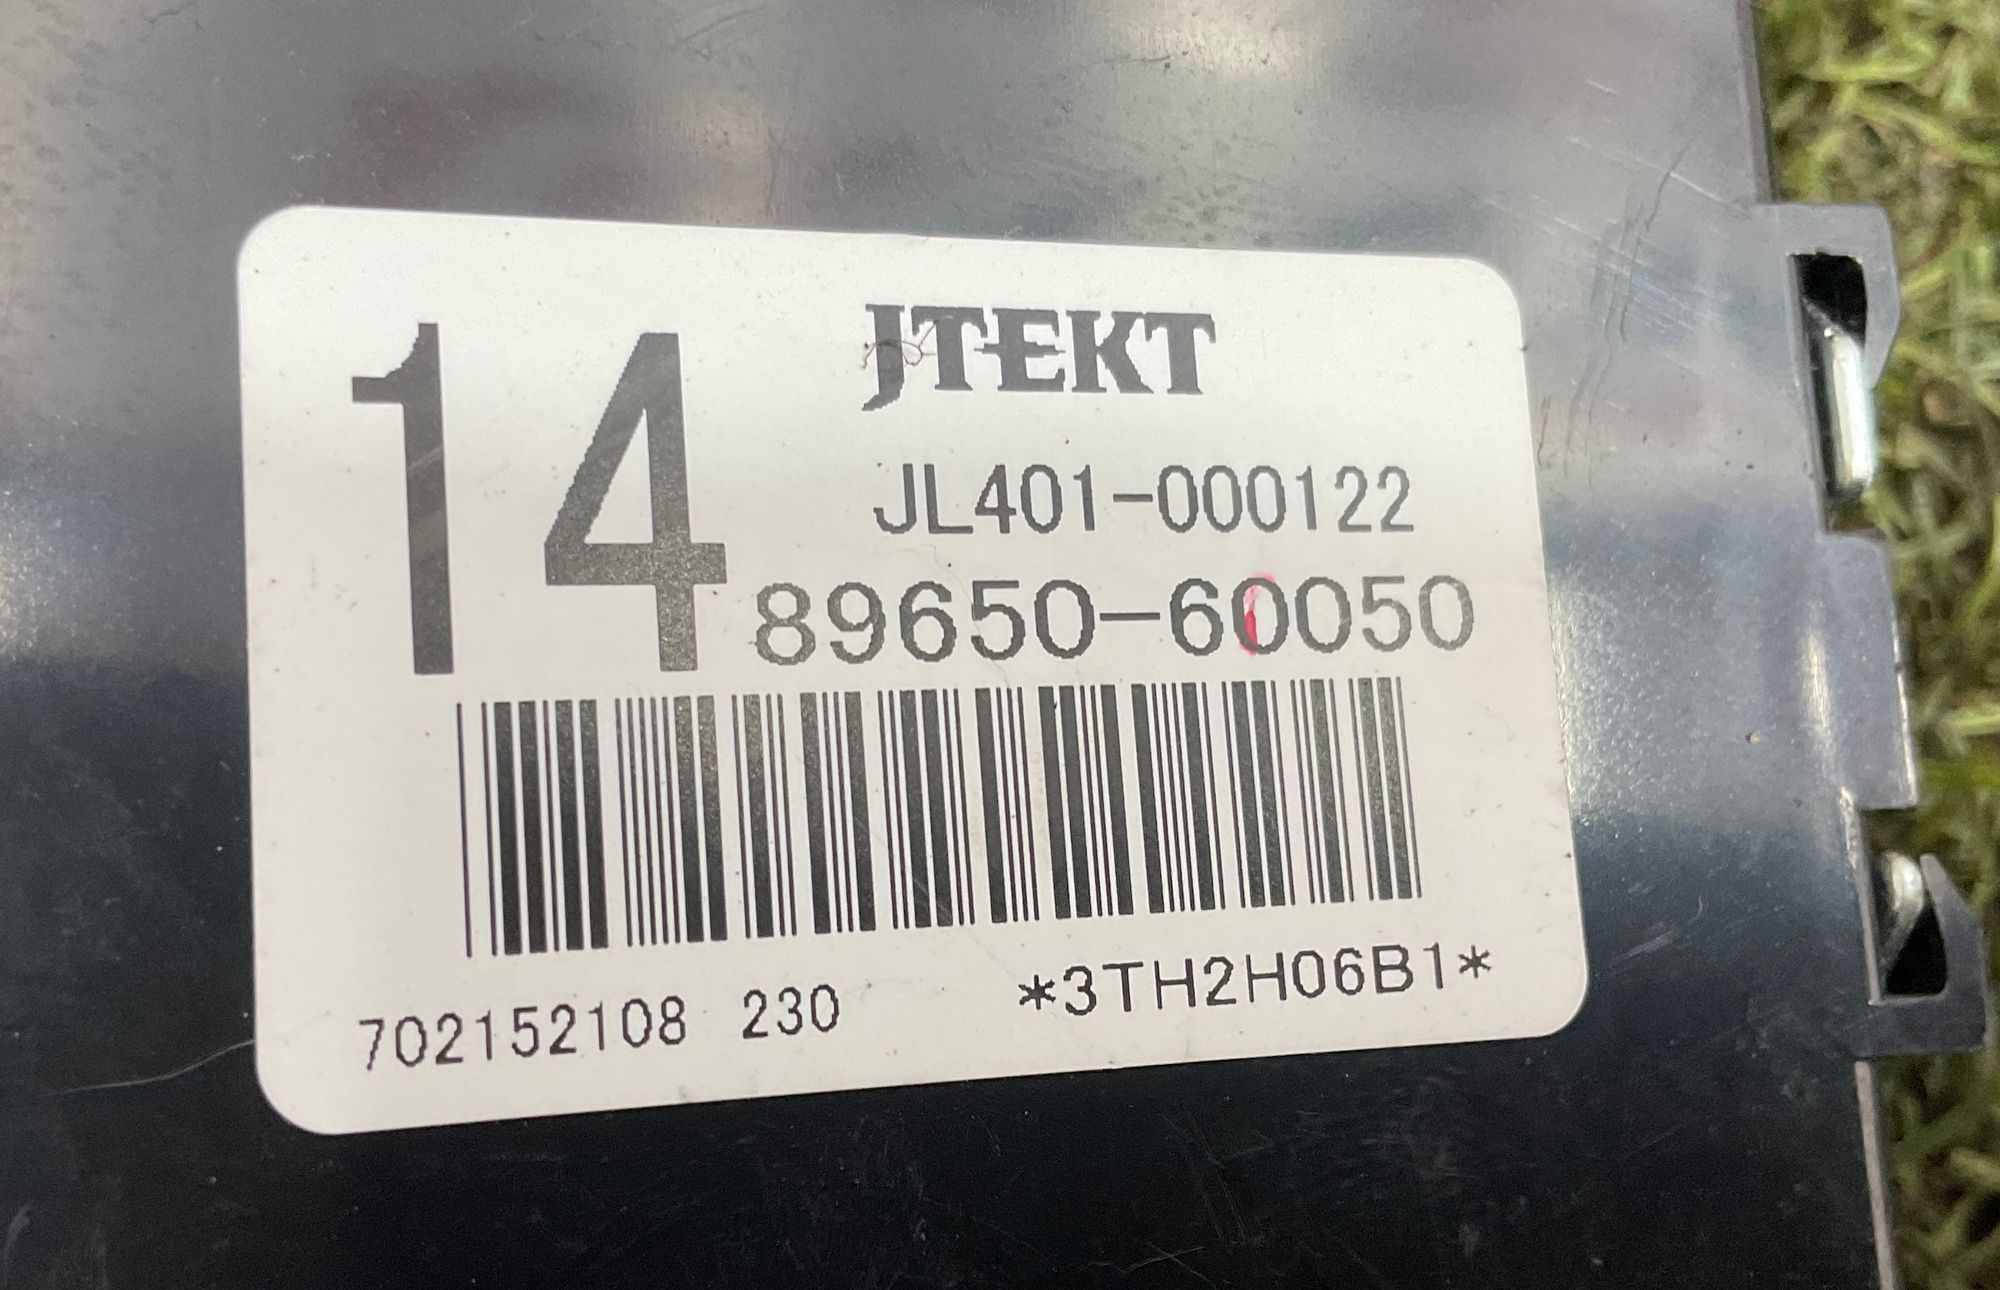 14
JTEKT
JL401-000122
89650-60050
702152108 230 *3TH2H06B1*